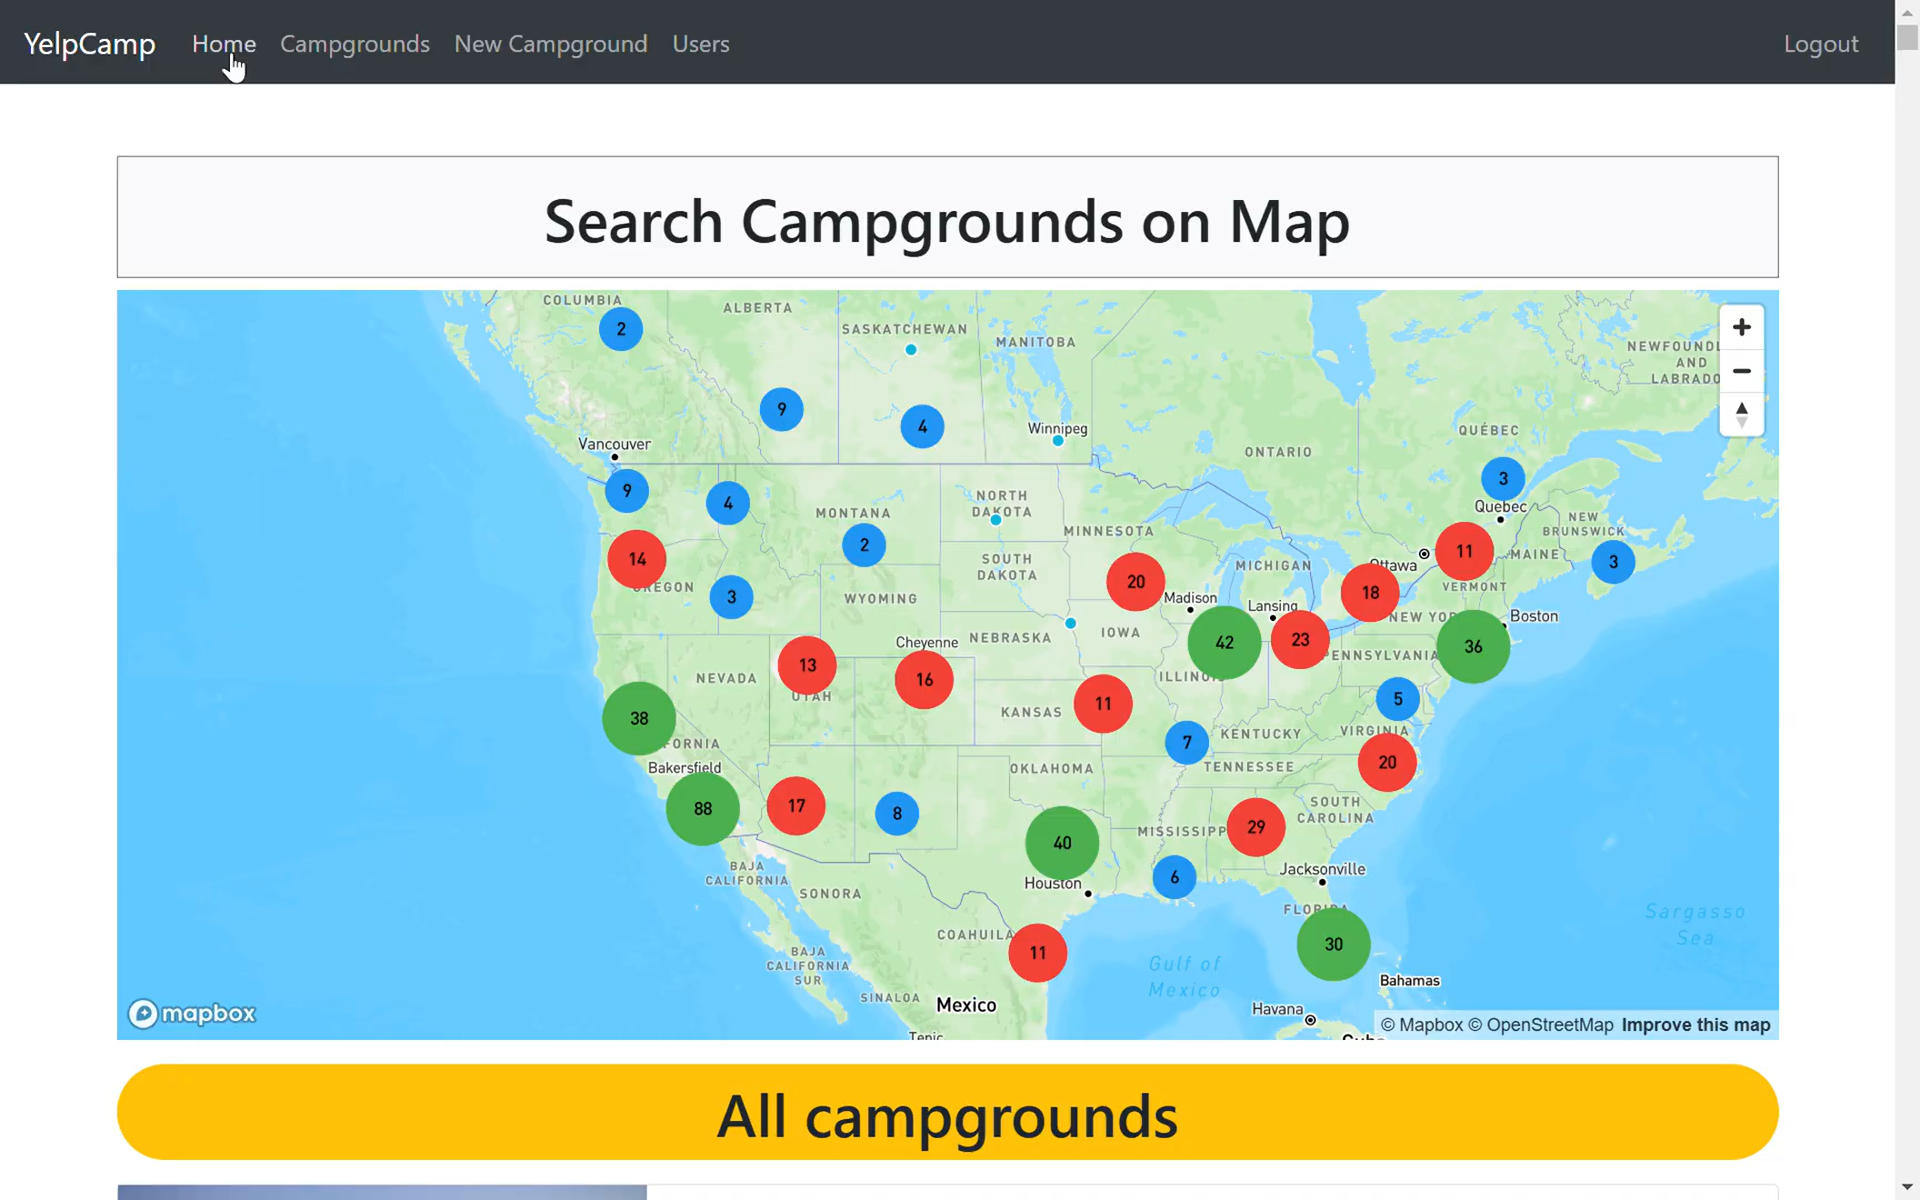 YelpCamp Home Campgrounds New Campground Users Logout
Search Campgrounds on Map
COLUMBIA
ALBERTA
SASKATCHEWAN
MANITOBA
NEWFOUNDL
AND
LABRADO
2
9
4
Winnipeg
Vancouver
ONTARIO
QUÉBEC
9
4
3
Quebec
MONTANA
NORTH
DAKOTA
MINNESOTA
NEW
BRUNSWICK
14
2
SOUTH
DAKOTA
20
MICHIGAN
Ottawa
11
MAINE
3
OREGON
3
WYOMING
Madison
Lansing
18
VERMONT
NEW YOR
Boston
Cheyenne
NEBRASKA
IOWA
42
23
PENNSYLVANIA
36
NEVADA
13
UTAH
16
KANSAS
11
ILLINOIS
5
38
FORNIA
7
KENTUCKY
VIRGINIA
Bakersfield
OKLAHOMA
TENNESSEE
20
88
17
8
40
MISSISSIPP
29
SOUTH
CAROLINA
BAJA
CALIFORNIA
SONORA
Houston
6
Jacksonville
FLORIDA
COAHUILA
11
30
Sargasso
Sea
BAJA
CALIFORNIA
SUR
Gulf of
Mexico
Bahamas
SINALOA
Mexico
Havana
mapbox
© Mapbox © OpenStreetMap Improve this map
Tepic
Cuba
All campgrounds